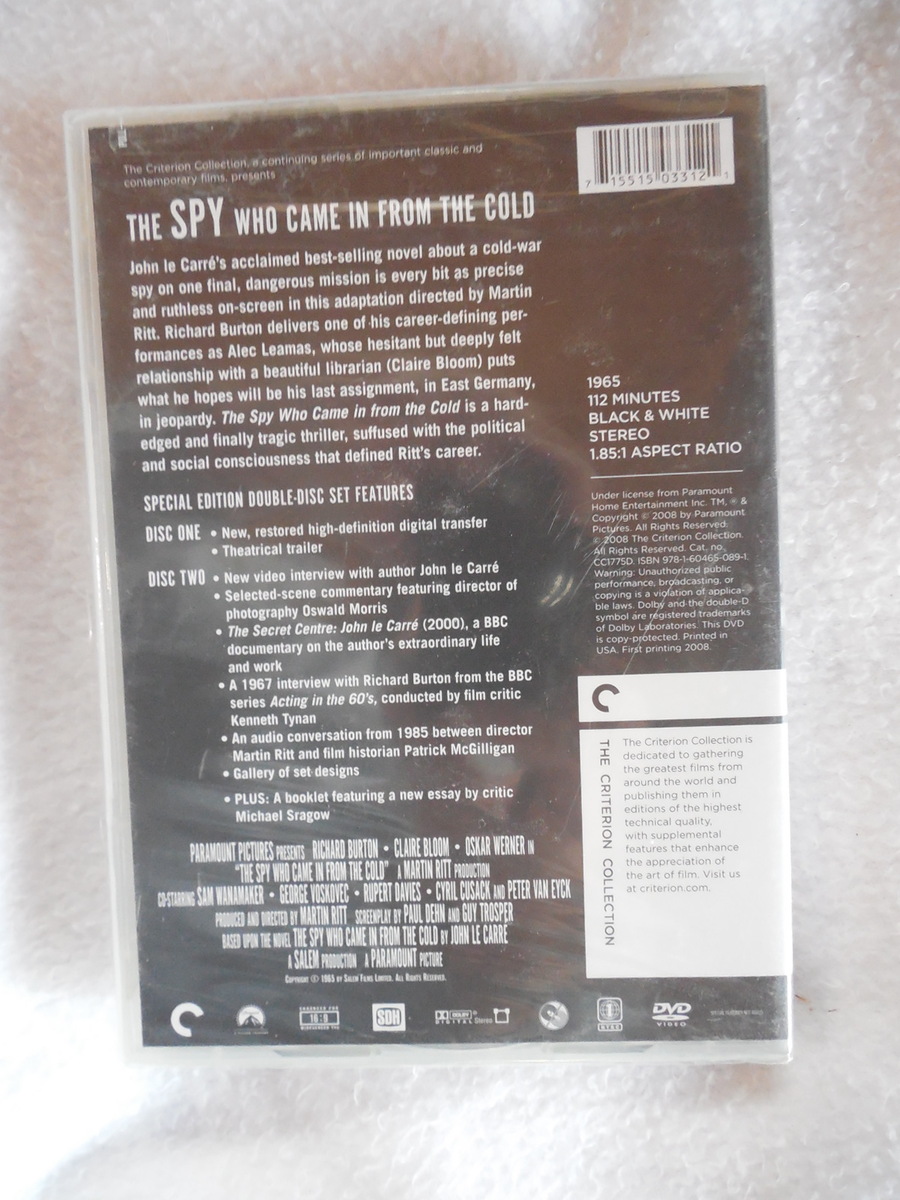 The Criterion Collection, a continuing series of important classic and
contemporary films, presents
THE SPY WHO CAME IN FROM THE COLD
John le Carré's acclaimed best-selling novel about a cold-war
spy on one final, dangerous mission is every bit as precise
and ruthless on-screen in this adaptation directed by Martin
Ritt. Richard Burton delivers one of his career-defining per-
formances as Alec Leamas, whose hesitant but deeply felt
relationship with a beautiful librarian (Claire Bloom) puts
what he hopes will be his last assignment, in East Germany,
in jeopardy. The Spy Who Came in from the Cold is a hard-
edged and finally tragic thriller, suffused with the political
and social consciousness that defined Ritt's career.
SPECIAL EDITION DOUBLE-DISC SET FEATURES
DISC ONE • New, restored high-definition digital transfer
• Theatrical trailer
DISC TWO • New video interview with author John le Carré
• Selected-scene commentary featuring director of
photography Oswald Morris
• The Secret Centre: John le Carré (2000), a BBC
documentary on the author's extraordinary life
and work
• A 1967 interview with Richard Burton from the BBC
series Acting in the 60's, conducted by film critic
Kenneth Tynan
• An audio conversation from 1985 between director
Martin Ritt and film historian Patrick McGilligan
• Gallery of set designs
• PLUS: A booklet featuring a new essay by critic
Michael Sragow
PARAMOUNT PICTURES PRESENTS RICHARD BURTON • CLAIRE BLOOM • OSKAR WERNER IN
"THE SPY WHO CAME IN FROM THE COLD" A MARTIN RITT PRODUCTION
CO-STARRING SAM WANAMAKER • GEORGE VOSKOVEC • RUPERT DAVIES • CYRIL CUSACK AND PETER VAN EYCK
PRODUCED AND DIRECTED BY MARTIN RITT SCREENPLAY BY PAUL DEHN AND GUY TROSPER
BASED UPON THE NOVEL THE SPY WHO CAME IN FROM THE COLD BY JOHN LE CARRE
A SALEM PRODUCTION A PARAMOUNT PICTURE
COPYRIGHT © 1965 BY SALEM FILMS LIMITED. ALL RIGHTS RESERVED.
7 15515 03312 1
1965
112 MINUTES
BLACK & WHITE
STEREO
1.85:1 ASPECT RATIO
Under license from Paramount
Home Entertainment Inc. TM, ® &
Copyright © 2008 by Paramount
Pictures. All Rights Reserved.
© 2008 The Criterion Collection.
All Rights Reserved. Cat. no.
CC1775D. ISBN 978-1-60465-089-1.
Warning: Unauthorized public
performance, broadcasting, or
copying is a violation of applica-
ble laws. Dolby and the double-D
symbol are registered trademarks
of Dolby Laboratories. This DVD
is copy-protected. Printed in
USA. First printing 2008.
THE CRITERION COLLECTION
The Criterion Collection is
dedicated to gathering
the greatest films from
around the world and
publishing them in
editions of the highest
technical quality,
with supplemental
features that enhance
the appreciation of
the art of film. Visit us
at criterion.com.
16:9
SDH
DOLBY
DIGITAL Stereo
NTSC
DVD
VIDEO